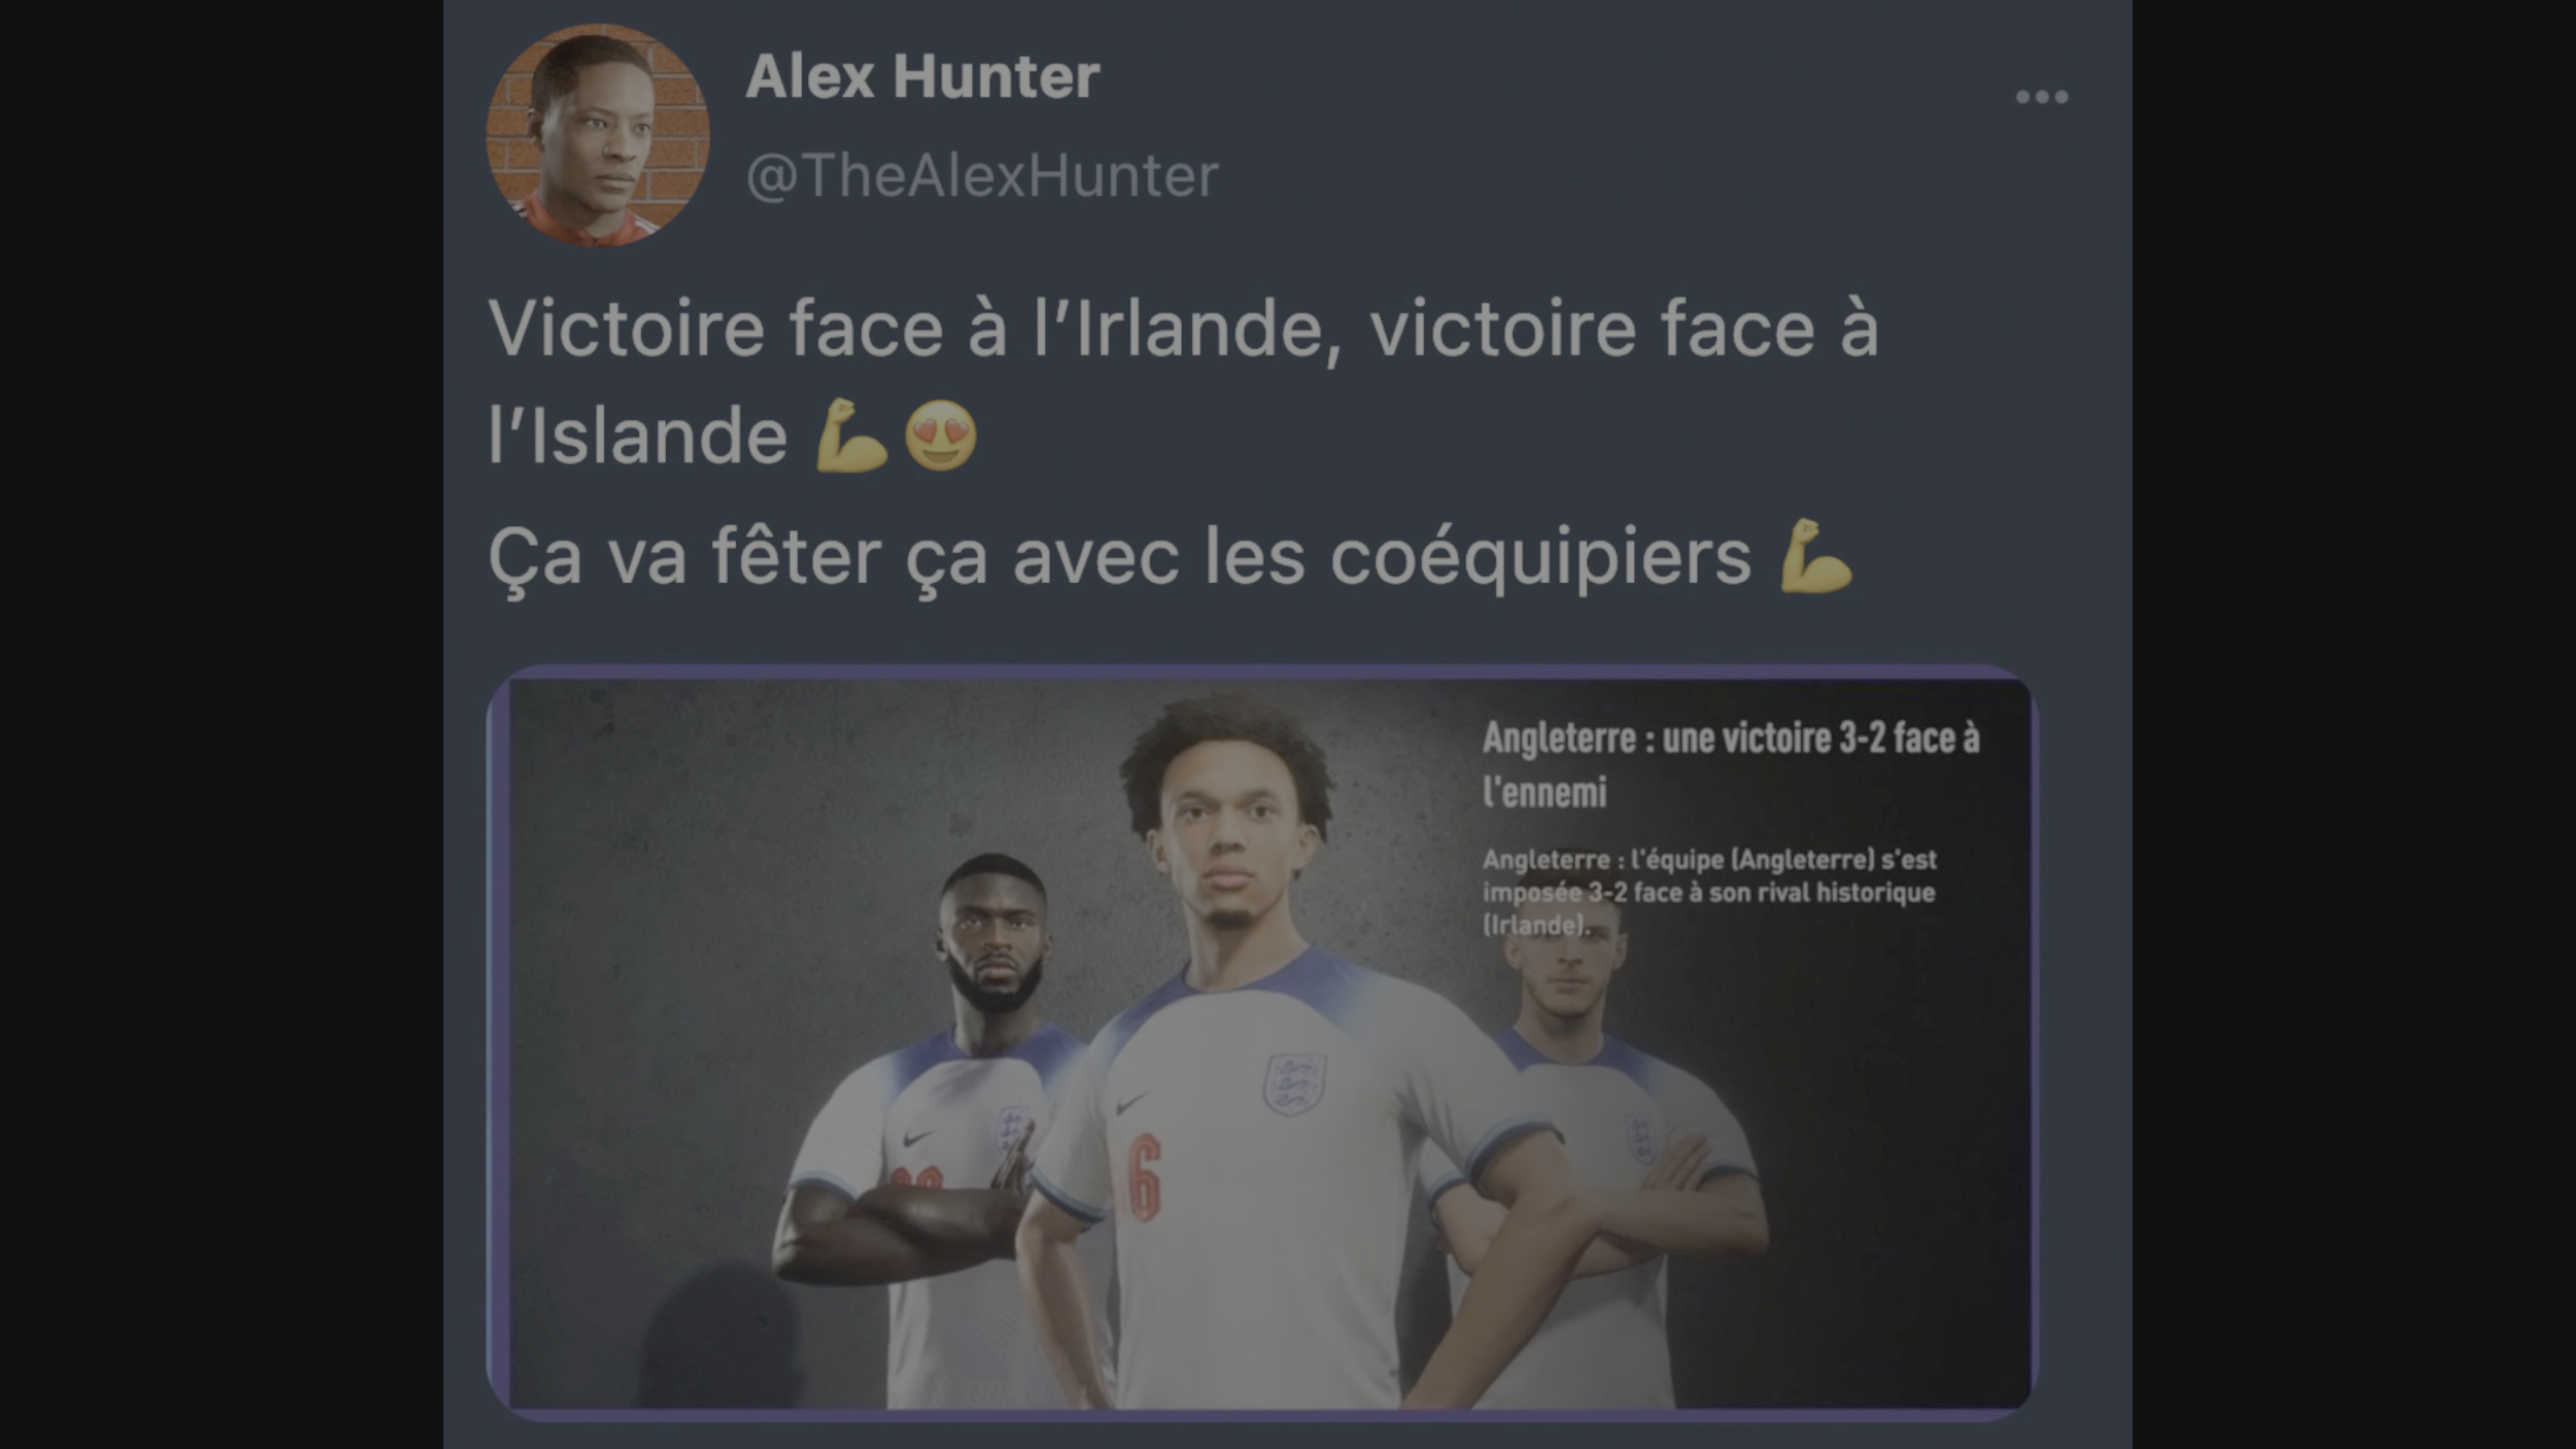 Alex Hunter
@TheAlexHunter
Victoire face à l’Irlande, victoire face à
l’Islande 💪😍
Ça va fêter ça avec les coéquipiers 💪
Angleterre : une victoire 3-2 face à
l'ennemi
Angleterre : l'équipe (Angleterre) s'est
imposée 3-2 face à son rival historique
(Irlande).
6